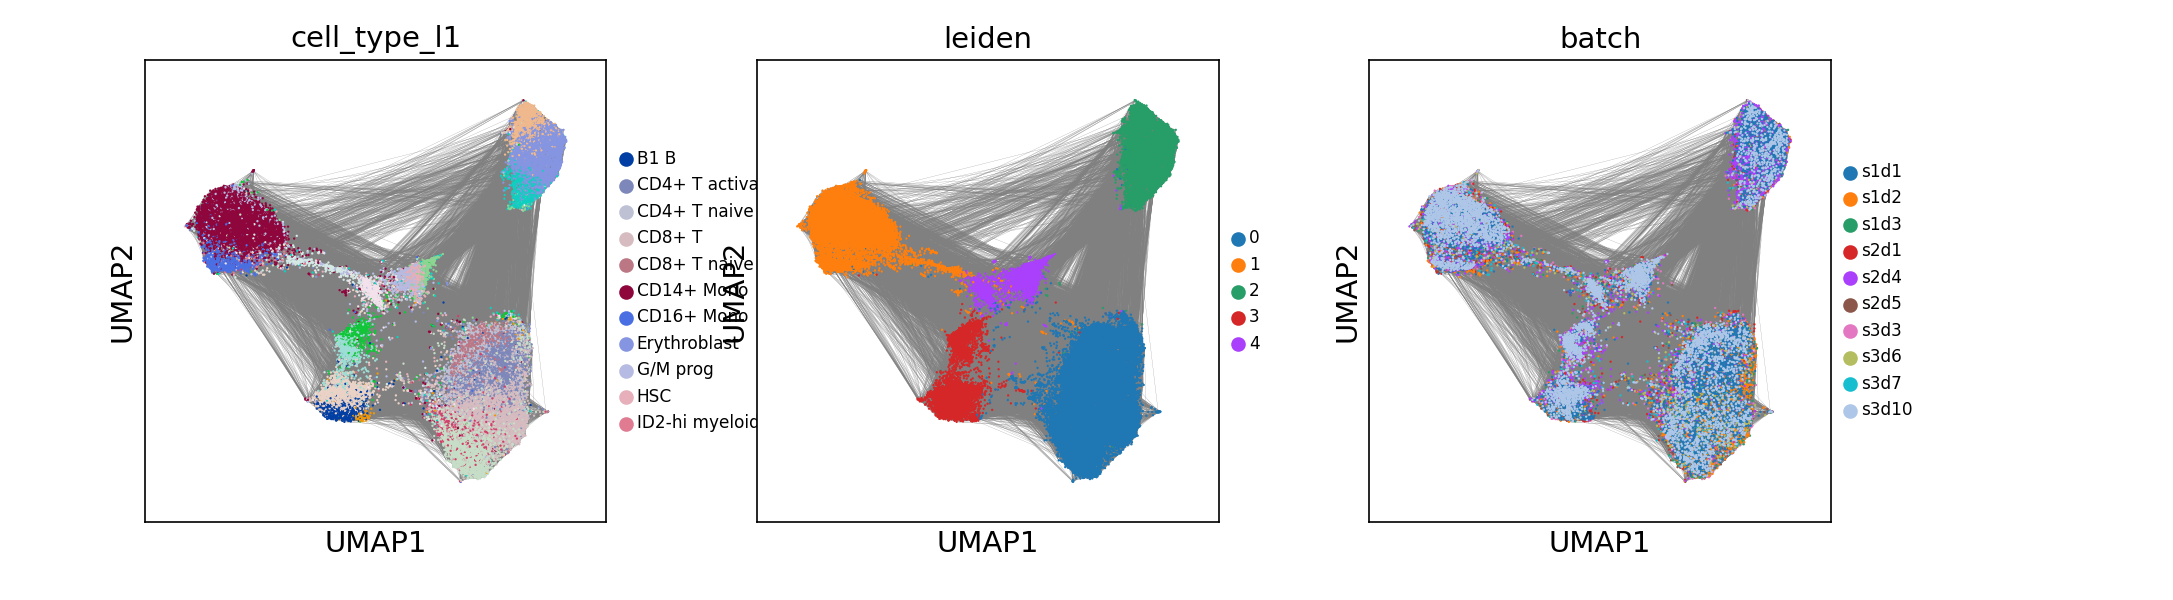 cell_type_l1
UMAP2
UMAP1
B1 B
CD4+ T activa
CD4+ T naive
CD8+ T
CD8+ T naive
CD14+ Mono
CD16+ Mono
Erythroblast
G/M prog
HSC
ID2-hi myeloid
leiden
UMAP2
UMAP1
0
1
2
3
4
batch
UMAP2
UMAP1
s1d1
s1d2
s1d3
s2d1
s2d4
s2d5
s3d3
s3d6
s3d7
s3d10